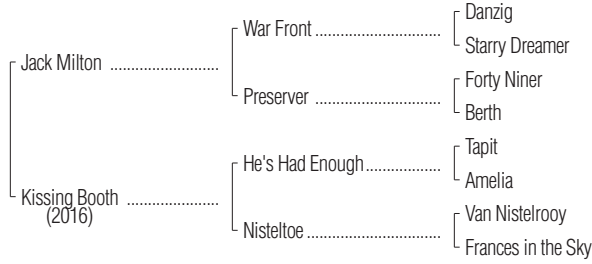 Danzig
War Front ................................
Starry Dreamer
Jack Milton ...........................
Forty Niner
Preserver ................................
Berth
Tapit
He's Had Enough...................
Amelia
Kissing Booth .......................
(2016)
Van Nistelrooy
Nisteltoe ..................................
Frances in the Sky